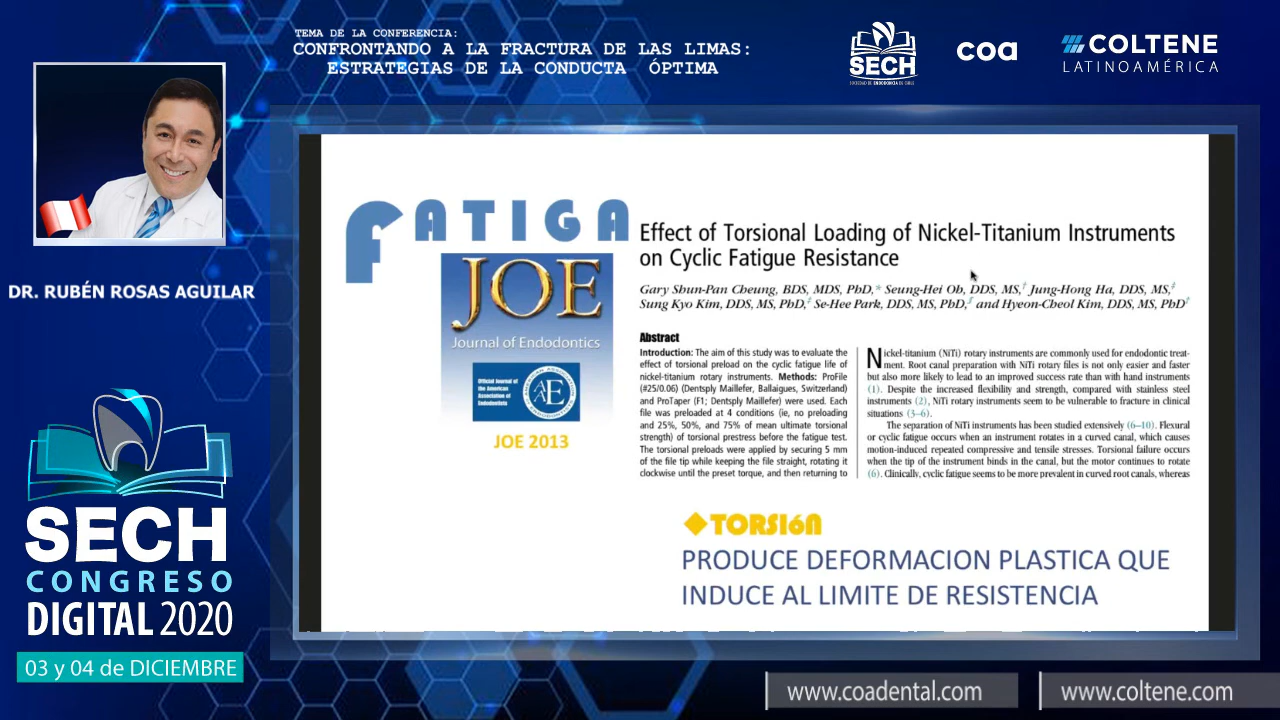 TEMA DE LA CONFERENCIA:
CONFRONTANDO A LA FRACTURA DE LAS LIMAS:
ESTRATEGIAS DE LA CONDUCTA ÓPTIMA
SECH
SOCIEDAD DE ENDODONCIA DE CHILE
coa
COLTENE
LATINOAMÉRICA
DR. RUBÉN ROSAS AGUILAR
FATIGA
JOE
Journal of Endodontics
Official Journal of
the American
Association of
Endodontists
JOE 2013
Effect of Torsional Loading of Nickel-Titanium Instruments
on Cyclic Fatigue Resistance
Gary Shun-Pan Cheung, BDS, MDS, PhD,* Seung-Hei Oh, DDS, MS,† Jung-Hong Ha, DDS, MS,‡
Sung Kyo Kim, DDS, MS, PhD,‡ Se-Hee Park, DDS, MS, PhD,§ and Hyeon-Cheol Kim, DDS, MS, PhD†
Abstract
Introduction: The aim of this study was to evaluate the
effect of torsional preload on the cyclic fatigue life of
nickel-titanium rotary instruments. Methods: ProFile
(#25/0.06) (Dentsply Maillefer, Ballaigues, Switzerland)
and ProTaper (F1; Dentsply Maillefer) were used. Each
file was preloaded at 4 conditions (ie, no preloading
and 25%, 50%, and 75% of mean ultimate torsional
strength) of torsional prestress before the fatigue test.
The torsional preloads were applied by securing 5 mm
of the file tip while keeping the file straight, rotating it
clockwise until the preset torque, and then returning to
Nickel-titanium (NiTi) rotary instruments are commonly used for endodontic treat-
ment. Root canal preparation with NiTi rotary files is not only easier and faster
but also more likely to lead to an improved success rate than with hand instruments
(1). Despite the increased flexibility and strength, compared with stainless steel
instruments (2), NiTi rotary instruments seem to be vulnerable to fracture in clinical
situations (3–6).
The separation of NiTi instruments has been studied extensively (6–10). Flexural
or cyclic fatigue occurs when an instrument rotates in a curved canal, which causes
motion-induced repeated compressive and tensile stresses. Torsional failure occurs
when the tip of the instrument binds in the canal, but the motor continues to rotate
(6). Clinically, cyclic fatigue seems to be more prevalent in curved root canals, whereas
TORSIóN
PRODUCE DEFORMACION PLASTICA QUE
INDUCE AL LIMITE DE RESISTENCIA
SECH
CONGRESO
DIGITAL 2020
03 y 04 de DICIEMBRE
www.coadental.com
www.coltene.com